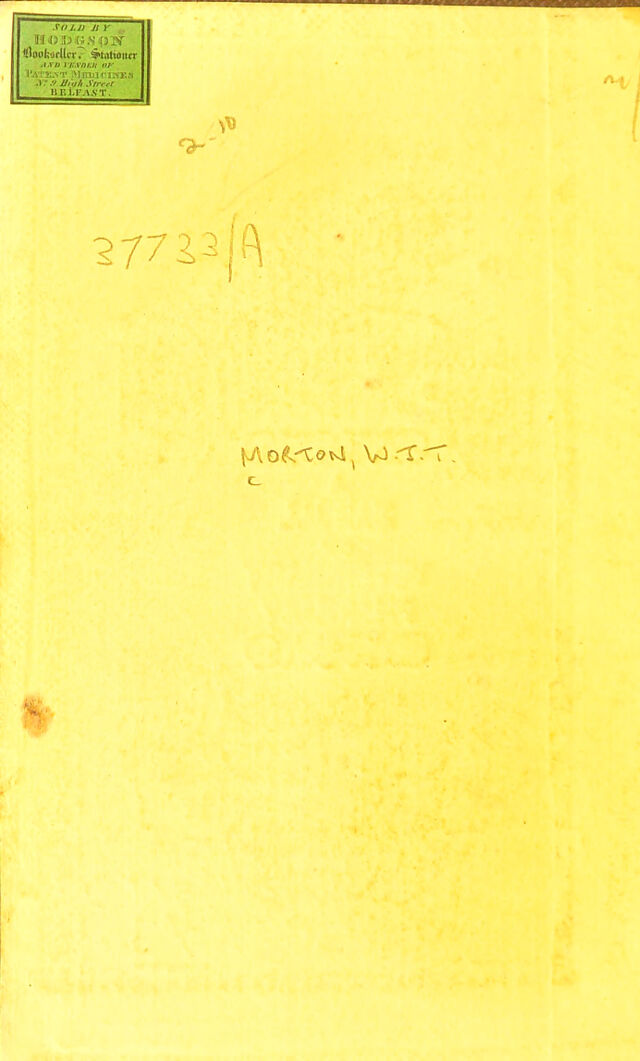 SOLD BY
HODGSON
Bookseller, Stationer
AND VENDER OF
PATENT MEDICINES
No. 9 High Street
BELFAST.
2-10
37733/A
MORTON, W.J.T.
c